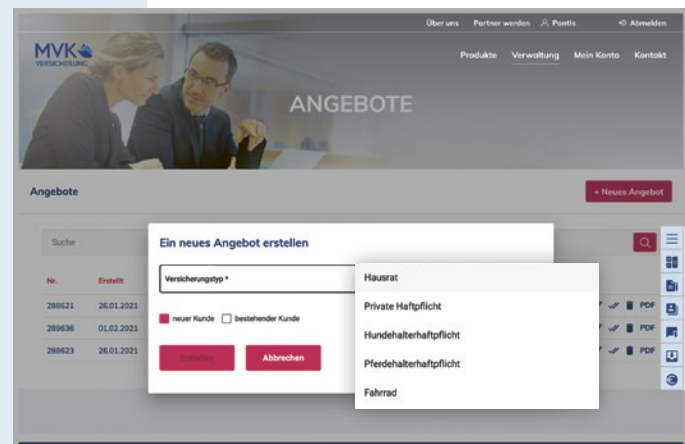 Über uns Partner werden Pontis Abmelden
MVK
VERSICHERUNG
Produkte Verwaltung Mein Konto Kontakt
ANGEBOTE
Angebote
+ Neues Angebot
Suche
Ein neues Angebot erstellen
Nr. Erstellt
Versicherungstyp *
Hausrat
Private Haftpflicht
Hundehalterhaftpflicht
Pferdehalterhaftpflicht
Fahrrad
neuer Kunde bestehender Kunde
Erstellen Abbrechen
288621 26.01.2021 PDF
289636 01.02.2021 PDF
288623 26.01.2021 PDF